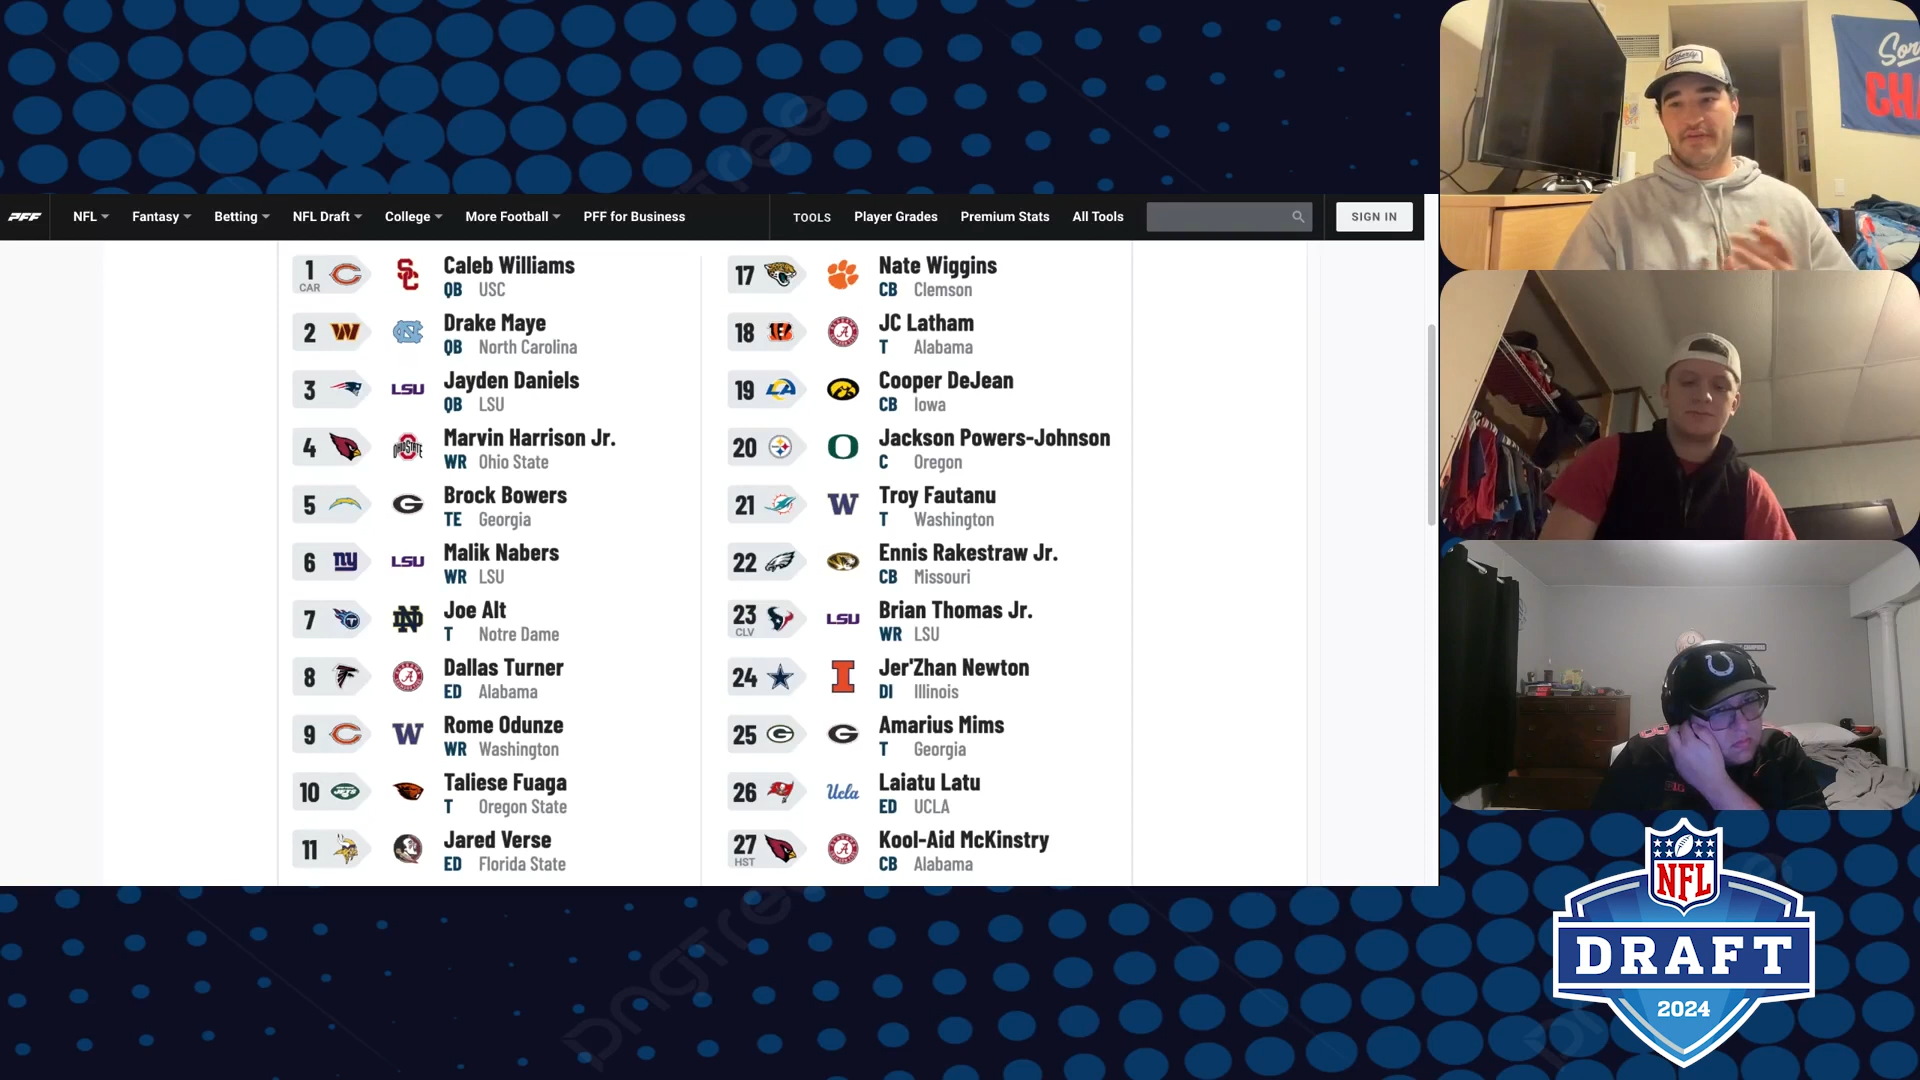 PFF
NFL
Fantasy
Betting
NFL Draft
College
More Football
PFF for Business
TOOLS
Player Grades
Premium Stats
All Tools
SIGN IN
1
CAR
Caleb Williams
QB USC
2
Drake Maye
QB North Carolina
3
LSU
Jayden Daniels
QB LSU
4
OHIO STATE
Marvin Harrison Jr.
WR Ohio State
5
Brock Bowers
TE Georgia
6
ny
LSU
Malik Nabers
WR LSU
7
Joe Alt
T Notre Dame
8
Dallas Turner
ED Alabama
9
W
Rome Odunze
WR Washington
10
JETS
Taliese Fuaga
T Oregon State
11
Jared Verse
ED Florida State
17
Nate Wiggins
CB Clemson
18
JC Latham
T Alabama
19
LA
Cooper DeJean
CB Iowa
20
Jackson Powers-Johnson
C Oregon
21
W
Troy Fautanu
T Washington
22
Ennis Rakestraw Jr.
CB Missouri
23
CLV
LSU
Brian Thomas Jr.
WR LSU
24
I
Jer'Zhan Newton
DI Illinois
25
G
G
Amarius Mims
T Georgia
26
Ucla
Laiatu Latu
ED UCLA
27
HST
Kool-Aid McKinstry
CB Alabama
NFL
DRAFT
2024
pngtree